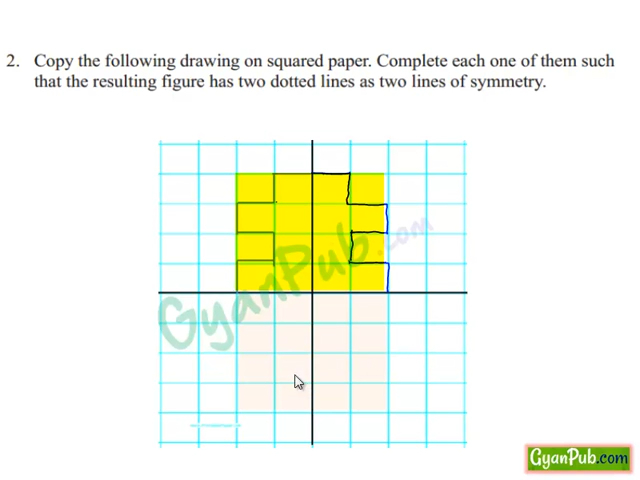 2. Copy the following drawing on squared paper. Complete each one of them such
that the resulting figure has two dotted lines as two lines of symmetry.
GyanPub.com
GyanPub.com